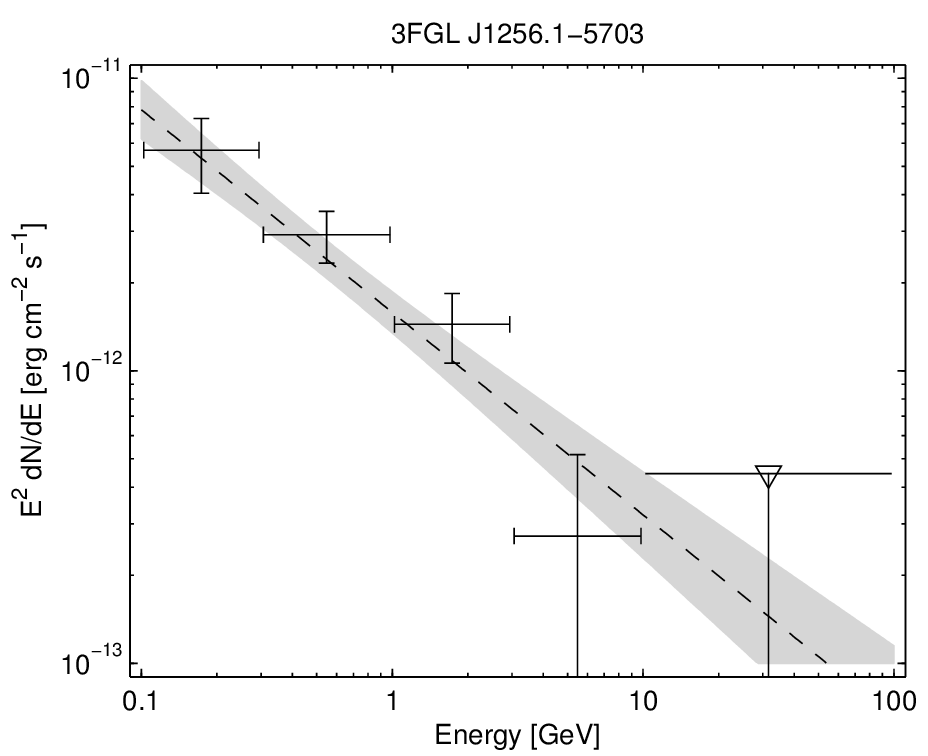 3FGL J1256.1−5703
10⁻¹¹
10⁻¹²
10⁻¹³
E² dN/dE [erg cm⁻² s⁻¹]
0.1 1 10 100
Energy [GeV]